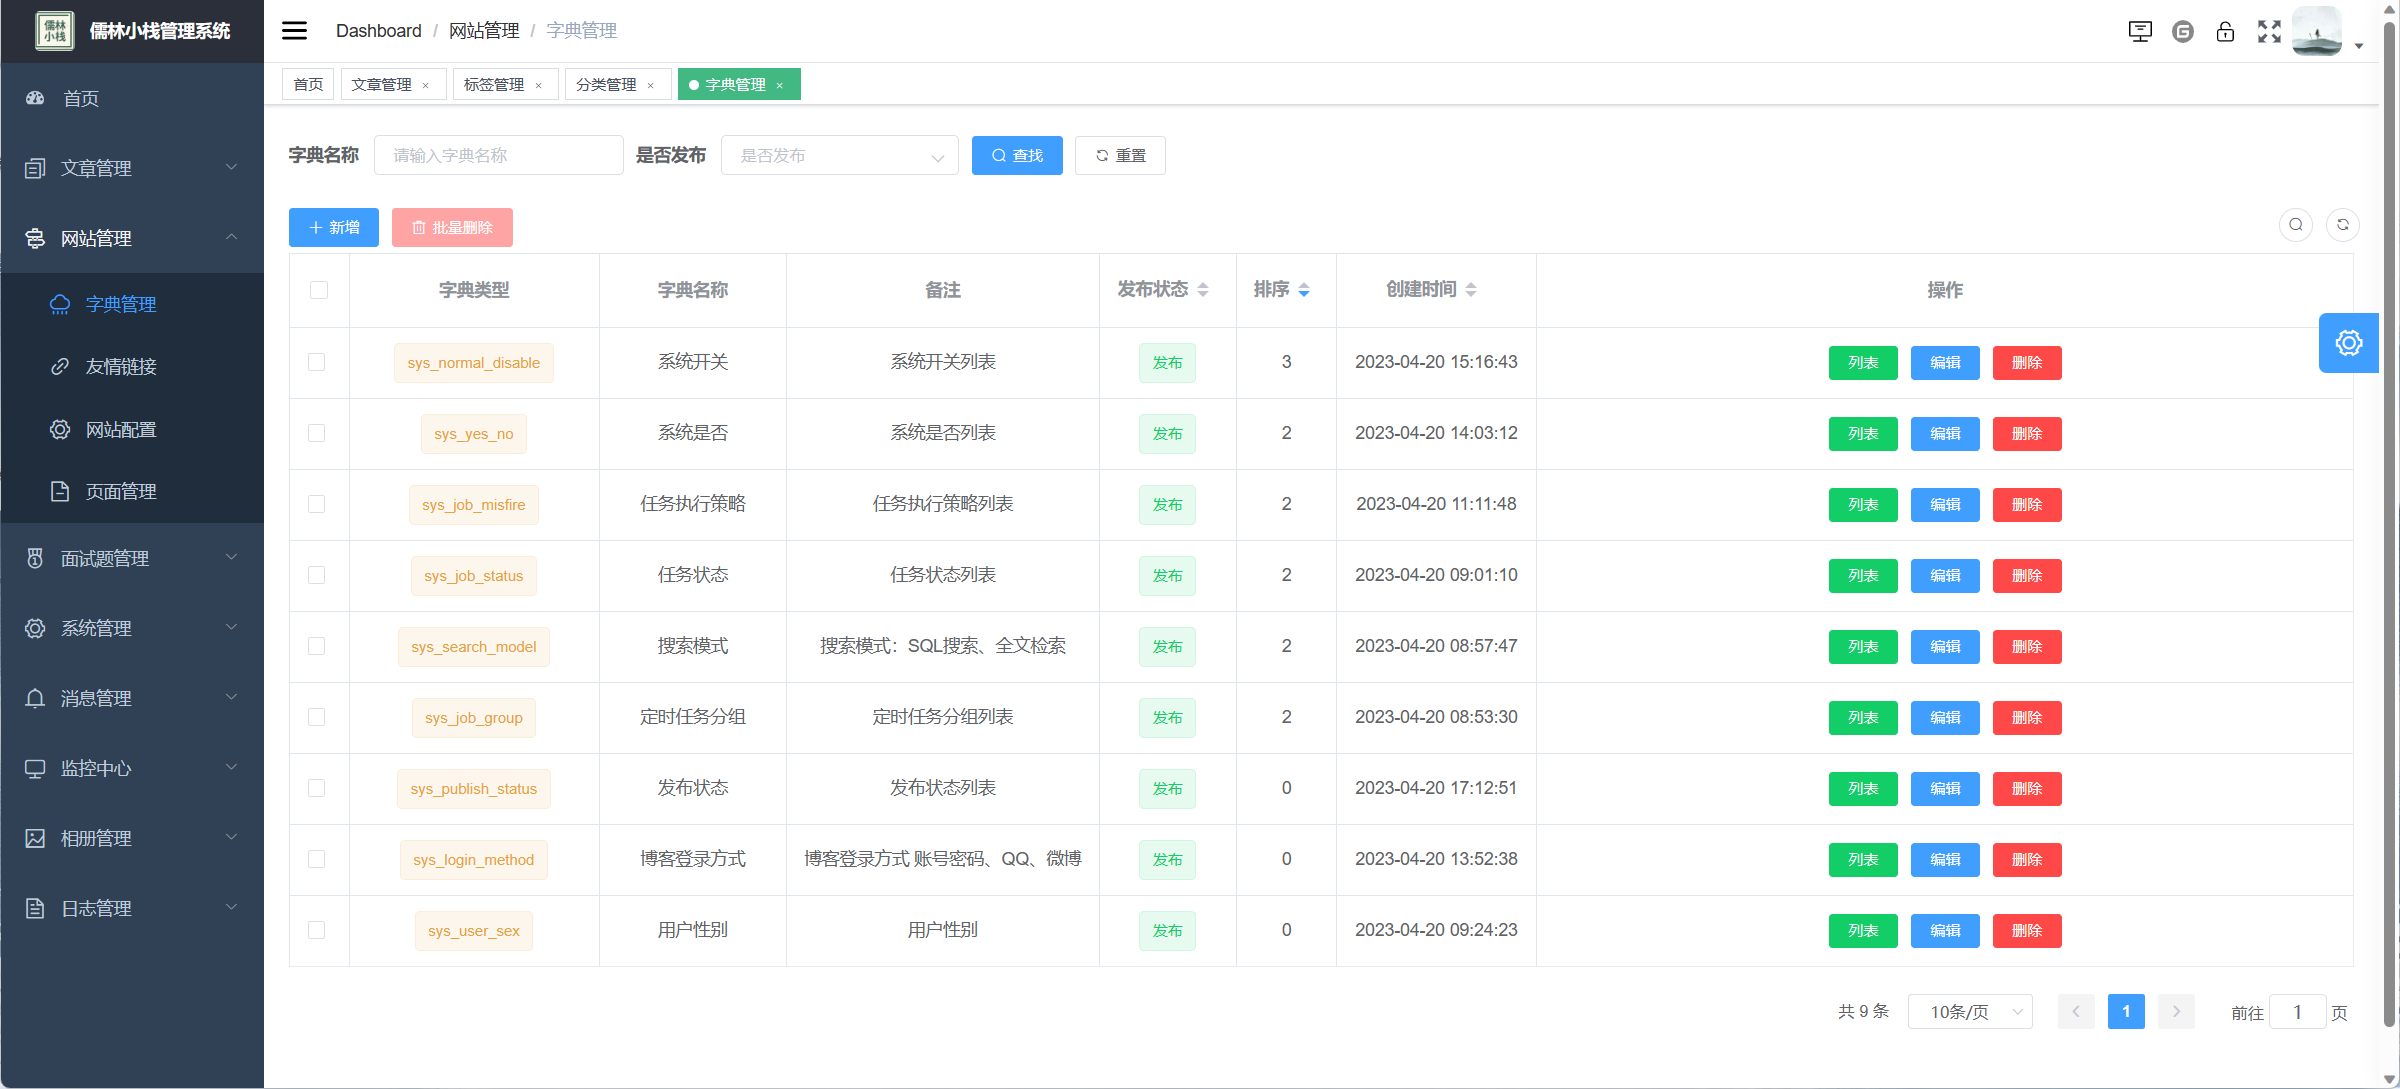 儒林小栈
儒林小栈管理系统
Dashboard / 网站管理 / 字典管理
首页
文章管理 ×
标签管理 ×
分类管理 ×
字典管理 ×
首页
文章管理
网站管理
字典管理
友情链接
网站配置
页面管理
面试题管理
系统管理
消息管理
监控中心
相册管理
日志管理
字典名称 请输入字典名称 是否发布 是否发布 查找 重置
新增 批量删除
字典类型 字典名称 备注 发布状态 排序 创建时间 操作
sys_normal_disable 系统开关 系统开关列表 发布 3 2023-04-20 15:16:43 列表 编辑 删除
sys_yes_no 系统是否 系统是否列表 发布 2 2023-04-20 14:03:12 列表 编辑 删除
sys_job_misfire 任务执行策略 任务执行策略列表 发布 2 2023-04-20 11:11:48 列表 编辑 删除
sys_job_status 任务状态 任务状态列表 发布 2 2023-04-20 09:01:10 列表 编辑 删除
sys_search_model 搜索模式 搜索模式：SQL搜索、全文检索 发布 2 2023-04-20 08:57:47 列表 编辑 删除
sys_job_group 定时任务分组 定时任务分组列表 发布 2 2023-04-20 08:53:30 列表 编辑 删除
sys_publish_status 发布状态 发布状态列表 发布 0 2023-04-20 17:12:51 列表 编辑 删除
sys_login_method 博客登录方式 博客登录方式 账号密码、QQ、微博 发布 0 2023-04-20 13:52:38 列表 编辑 删除
sys_user_sex 用户性别 用户性别 发布 0 2023-04-20 09:24:23 列表 编辑 删除
共 9 条 10条/页 1 前往 1 页